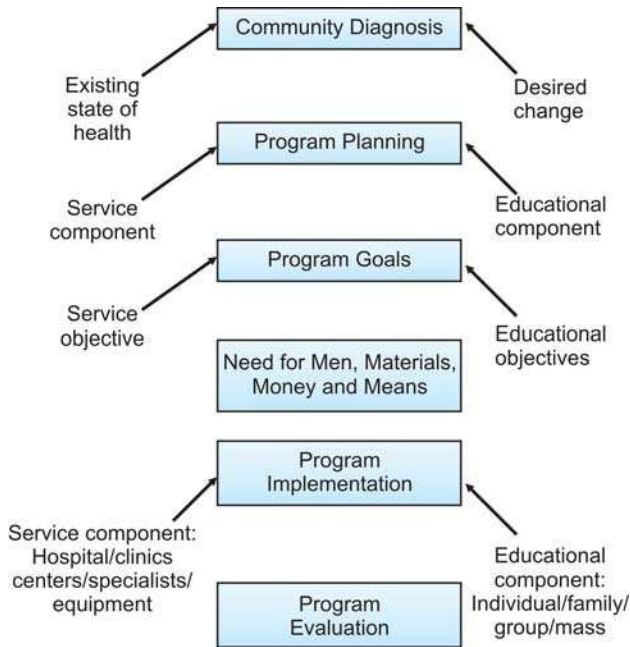 Community Diagnosis
Existing
state of
health
Desired
change
Program Planning
Service
component
Educational
component
Program Goals
Service
objective
Educational
objectives
Need for Men, Materials,
Money and Means
Program
Implementation
Service component:
Hospital/clinics
centers/specialists/
equipment
Educational
component:
Individual/family/
group/mass
Program
Evaluation